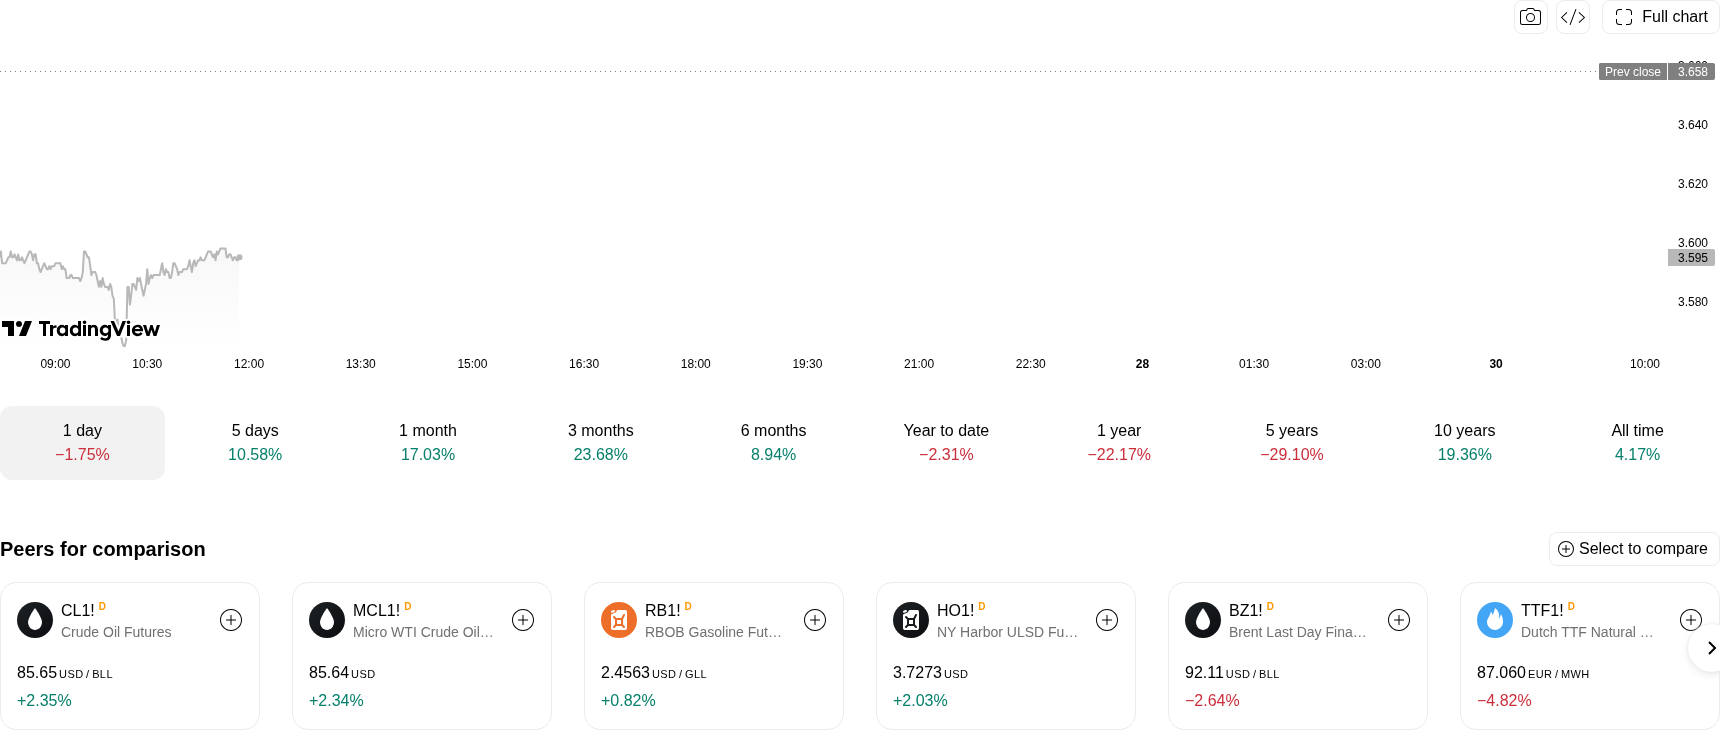 Full chart
Prev close 3.658
3.640
3.620
3.600
3.595
3.580
TradingView
09:00 10:30 12:00 13:30 15:00 16:30 18:00 19:30 21:00 22:30 28 01:30 03:00 30 10:00
1 day 5 days 1 month 3 months 6 months Year to date 1 year 5 years 10 years All time
−1.75% 10.58% 17.03% 23.68% 8.94% −2.31% −22.17% −29.10% 19.36% 4.17%
Peers for comparison
Select to compare
CL1! D MCL1! D RB1! D HO1! D BZ1! D TTF1! D
Crude Oil Futures Micro WTI Crude Oil… RBOB Gasoline Fut… NY Harbor ULSD Fu… Brent Last Day Fina… Dutch TTF Natural …
85.65 USD / BLL 85.64 USD 2.4563 USD / GLL 3.7273 USD 92.11 USD / BLL 87.060 EUR / MWH
+2.35% +2.34% +0.82% +2.03% −2.64% −4.82%